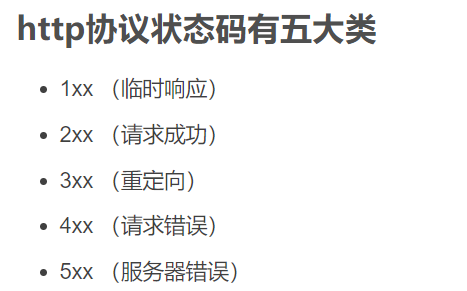 http协议状态码有五大类
1xx （临时响应）
2xx （请求成功）
3xx （重定向）
4xx （请求错误）
5xx （服务器错误）